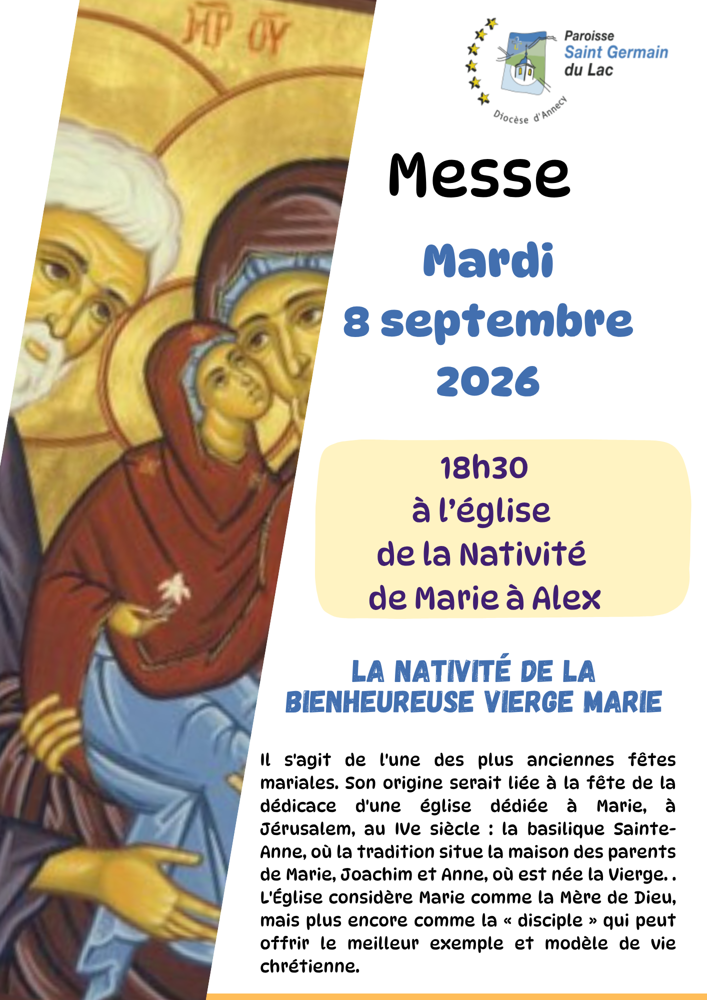 ΜΡ ΟΥ
Paroisse
Saint Germain
du Lac
Diocèse d'Annecy
Messe
Mardi
8 septembre
2026
18h30
à l’église
de la Nativité
de Marie à Alex
LA NATIVITÉ DE LA
BIENHEUREUSE VIERGE MARIE
Il s'agit de l'une des plus anciennes fêtes
mariales. Son origine serait liée à la fête de la
dédicace d'une église dédiée à Marie, à
Jérusalem, au IVe siècle : la basilique Sainte-
Anne, où la tradition situe la maison des parents
de Marie, Joachim et Anne, où est née la Vierge. .
L'Église considère Marie comme la Mère de Dieu,
mais plus encore comme la « disciple » qui peut
offrir le meilleur exemple et modèle de vie
chrétienne.